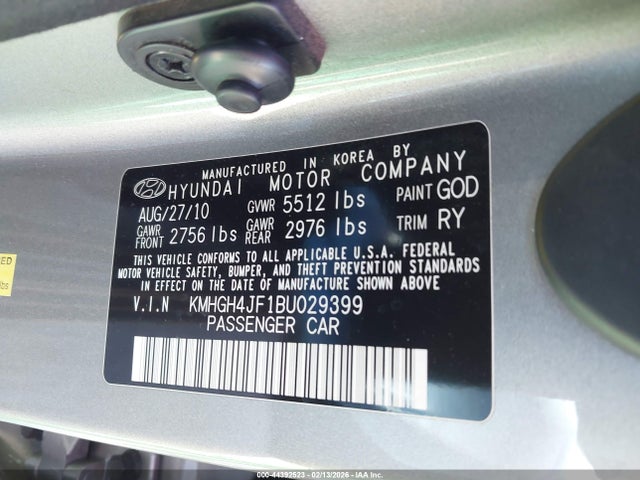 MANUFACTURED IN KOREA BY
HYUNDAI MOTOR COMPANY
AUG/27/10 GVWR 5512 lbs PAINT GOD
GAWR FRONT 2756 lbs GAWR REAR 2976 lbs TRIM RY
THIS VEHICLE CONFORMS TO ALL APPLICABLE U.S.A. FEDERAL
MOTOR VEHICLE SAFETY, BUMPER, AND THEFT PREVENTION STANDARDS
IN EFFECT ON THE DATE OF MANUFACTURE SHOWN ABOVE.
V.I.N KMHGH4JF1BU029399
PASSENGER CAR
lbs
000-44392523 - 02/13/2026 - IAA Inc.